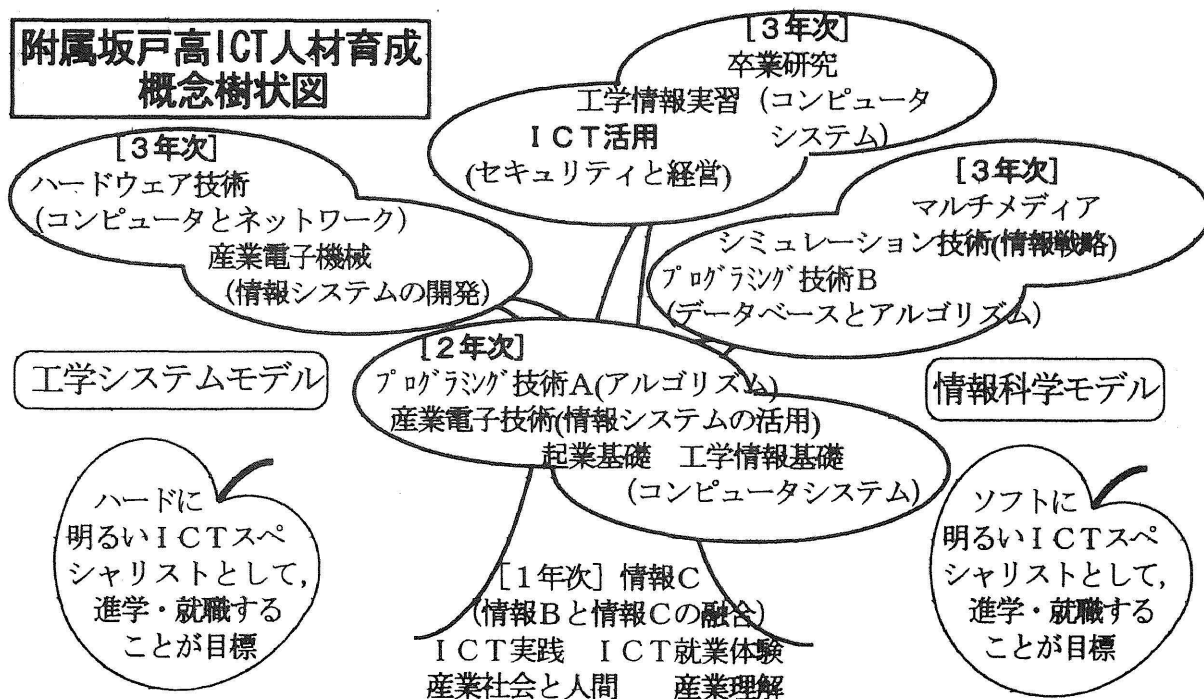 附属坂戸高ICT人材育成
概念樹状図
[3年次]
卒業研究
工学情報実習 (コンピュータ
ICT活用 システム)
(セキュリティと経営)
[3年次]
ハードウェア技術
(コンピュータとネットワーク)
産業電子機械
(情報システムの開発)
[3年次]
マルチメディア
シミュレーション技術(情報戦略)
プログラミング技術B
(データベースとアルゴリズム)
[2年次]
プログラミング技術A(アルゴリズム)
産業電子技術(情報システムの活用)
起業基礎 工学情報基礎
(コンピュータシステム)
工学システムモデル
情報科学モデル
ハードに
明るいICTスペ
シャリストとして,
進学・就職する
ことが目標
[1年次] 情報C
(情報Bと情報Cの融合)
ICT実践 ICT就業体験
産業社会と人間 産業理解
ソフトに
明るいICTスペ
シャリストとして,
進学・就職する
ことが目標